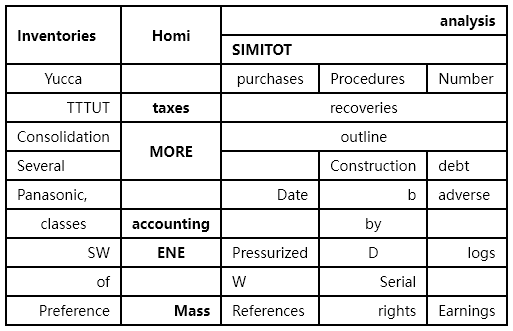 Inventories Homi analysis
SIMITOT
Yucca purchases Procedures Number
TTTUT taxes recoveries
Consolidation MORE outline
Several Construction debt
Panasonic, Date b adverse
classes accounting by
SW ENE Pressurized D logs
of W Serial
Preference Mass References rights Earnings